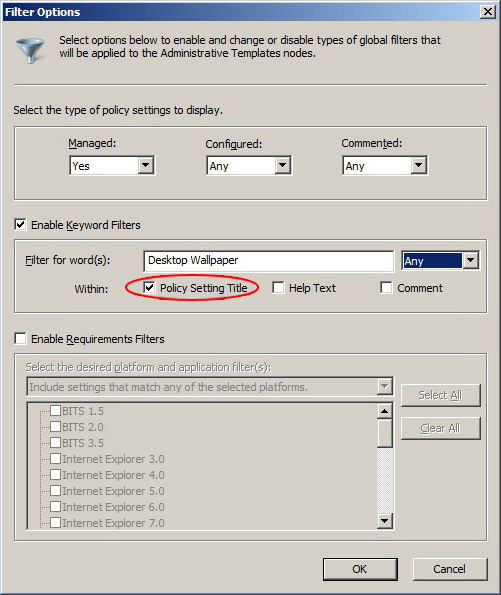 Filter Options
Select options below to enable and change or disable types of global filters that
will be applied to the Administrative Templates nodes.
Select the type of policy settings to display.
Managed: Configured: Commented:
Yes Any Any
Enable Keyword Filters
Filter for word(s): Desktop Wallpaper Any
Within: Policy Setting Title Help Text Comment
Enable Requirements Filters
Select the desired platform and application filter(s):
Include settings that match any of the selected platforms. Select All
BITS 1.5
BITS 2.0 Clear All
BITS 3.5
Internet Explorer 3.0
Internet Explorer 4.0
Internet Explorer 5.0
Internet Explorer 6.0
Internet Explorer 7.0
OK Cancel